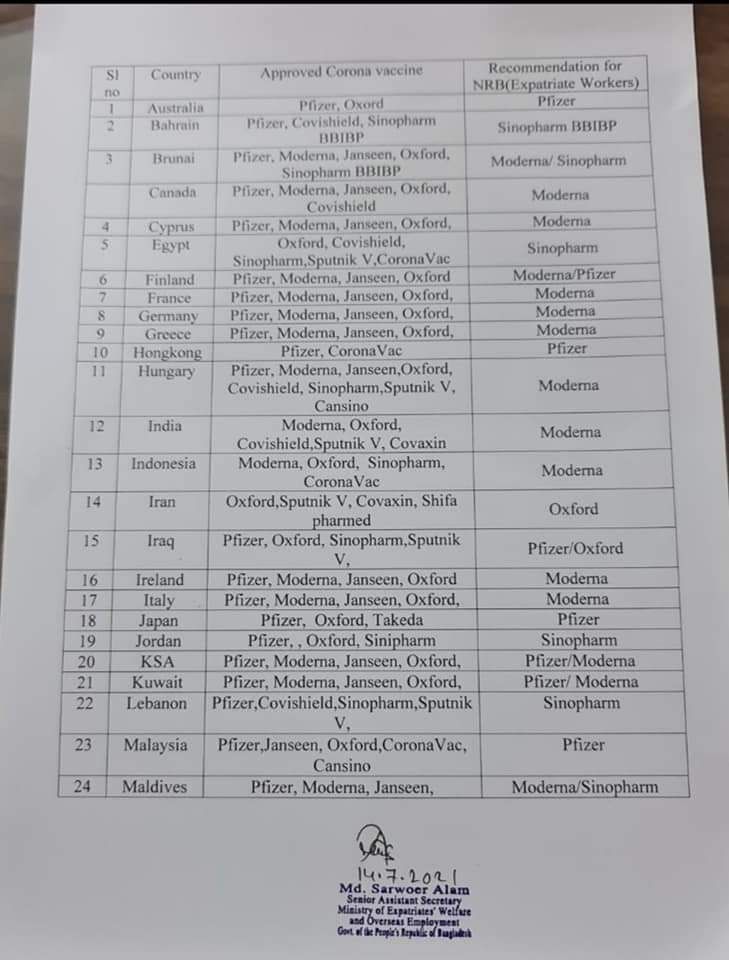 Sl no Country Approved Corona vaccine Recommendation for NRB(Expatriate Workers)
1 Australia Pfizer, Oxord Pfizer
2 Bahrain Pfizer, Covishield, Sinopharm BBIBP Sinopharm BBIBP
3 Brunai Pfizer, Moderna, Janseen, Oxford, Sinopharm BBIBP Moderna/ Sinopharm
Canada Pfizer, Moderna, Janseen, Oxford, Covishield Moderna
4 Cyprus Pfizer, Moderna, Janseen, Oxford, Moderna
5 Egypt Oxford, Covishield, Sinopharm,Sputnik V,CoronaVac Sinopharm
6 Finland Pfizer, Moderna, Janseen, Oxford Moderna/Pfizer
7 France Pfizer, Moderna, Janseen, Oxford, Moderna
8 Germany Pfizer, Moderna, Janseen, Oxford, Moderna
9 Greece Pfizer, Moderna, Janseen, Oxford, Moderna
10 Hongkong Pfizer, CoronaVac Pfizer
11 Hungary Pfizer, Moderna, Janseen,Oxford, Covishield, Sinopharm,Sputnik V, Cansino Moderna
12 India Moderna, Oxford, Covishield,Sputnik V, Covaxin Moderna
13 Indonesia Moderna, Oxford, Sinopharm, CoronaVac Moderna
14 Iran Oxford,Sputnik V, Covaxin, Shifa pharmed Oxford
15 Iraq Pfizer, Oxford, Sinopharm,Sputnik V, Pfizer/Oxford
16 Ireland Pfizer, Moderna, Janseen, Oxford Moderna
17 Italy Pfizer, Moderna, Janseen, Oxford, Moderna
18 Japan Pfizer, Oxford, Takeda Pfizer
19 Jordan Pfizer, , Oxford, Sinipharm Sinopharm
20 KSA Pfizer, Moderna, Janseen, Oxford, Pfizer/Moderna
21 Kuwait Pfizer, Moderna, Janseen, Oxford, Pfizer/ Moderna
22 Lebanon Pfizer,Covishield,Sinopharm,Sputnik V, Sinopharm
23 Malaysia Pfizer,Janseen, Oxford,CoronaVac, Cansino Pfizer
24 Maldives Pfizer, Moderna, Janseen, Moderna/Sinopharm
14.7.2021
Md. Sarwoer Alam
Senior Assistant Secretary
Ministry of Expatriates' Welfare
and Overseas Employment
Govt. of the People's Republic of Bangladesh